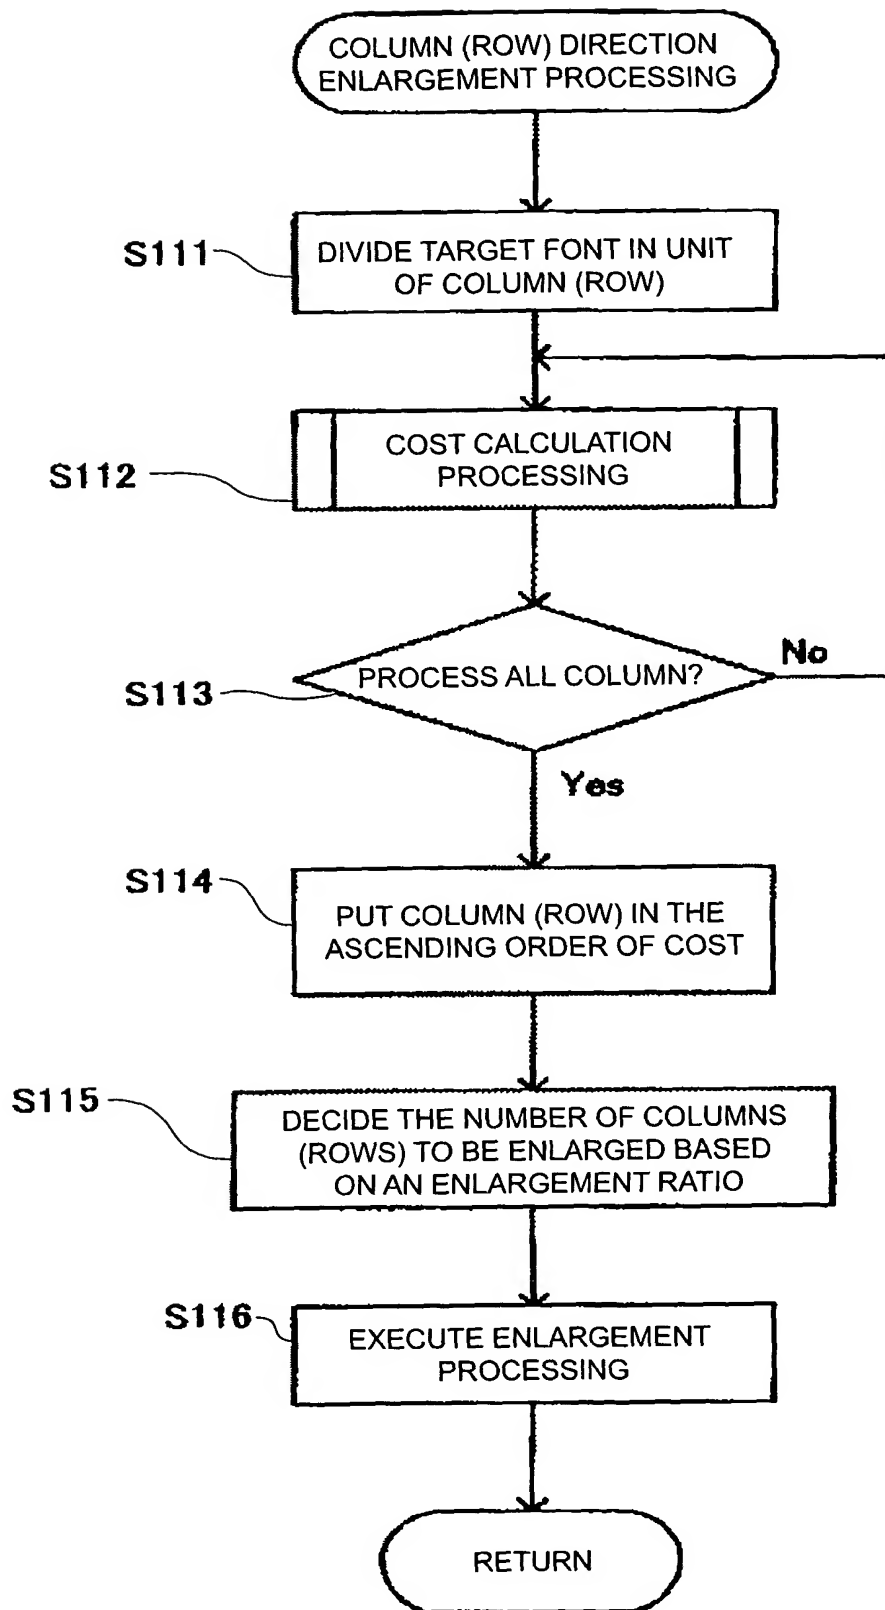 COLUMN (ROW) DIRECTION
ENLARGEMENT PROCESSING
S111
DIVIDE TARGET FONT IN UNIT
OF COLUMN (ROW)
S112
COST CALCULATION
PROCESSING
S113
PROCESS ALL COLUMN?
No
Yes
S114
PUT COLUMN (ROW) IN THE
ASCENDING ORDER OF COST
S115
DECIDE THE NUMBER OF COLUMNS
(ROWS) TO BE ENLARGED BASED
ON AN ENLARGEMENT RATIO
S116
EXECUTE ENLARGEMENT
PROCESSING
RETURN